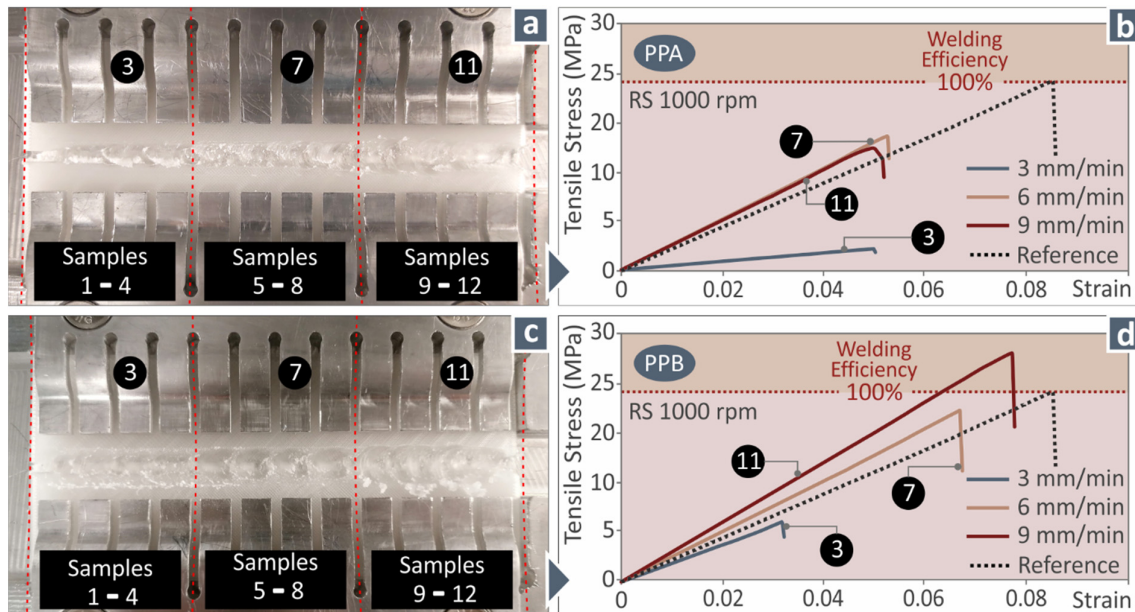 a
3
7
11
Samples
1 – 4
Samples
5 – 8
Samples
9 – 12
b
Tensile Stress (MPa)
30
25
20
15
10
5
0
PPA
RS 1000 rpm
Welding
Efficiency
100%
7
11
3
3 mm/min
6 mm/min
9 mm/min
Reference
0
0.02
0.04
0.06
0.08
Strain
c
3
7
11
Samples
1 – 4
Samples
5 – 8
Samples
9 – 12
d
Tensile Stress (MPa)
30
25
20
15
10
5
0
PPB
RS 1000 rpm
Welding
Efficiency
100%
11
7
3
3 mm/min
6 mm/min
9 mm/min
Reference
0
0.02
0.04
0.06
0.08
Strain